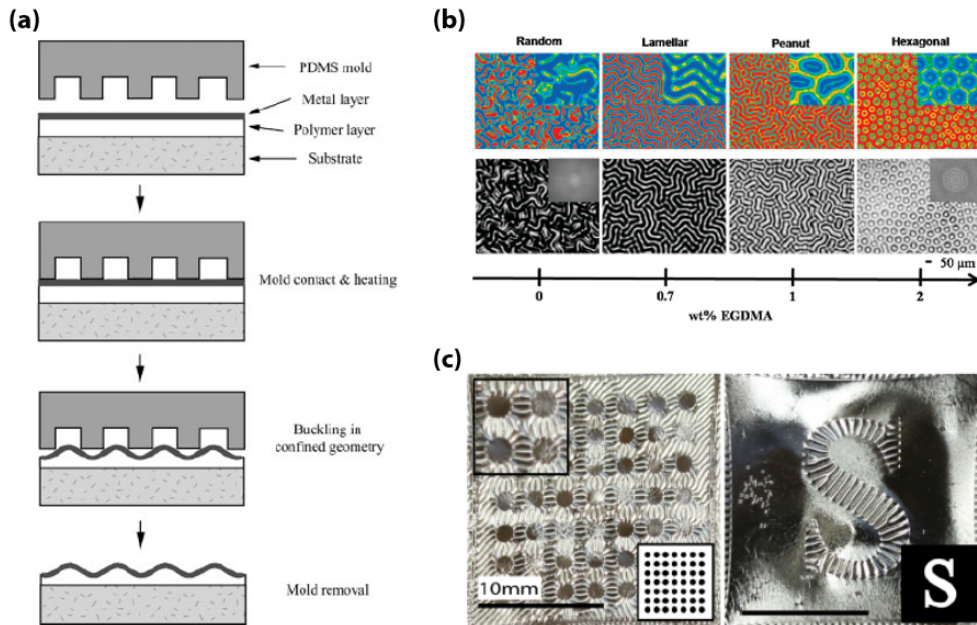 (a)
PDMS mold
Metal layer
Polymer layer
Substrate
Mold contact & heating
Buckling in
confined geometry
Mold removal
(b)
Random Lamellar Peanut Hexagonal
50 µm
0 0.7 1 2
wt% EGDMA
(c)
10mm
S